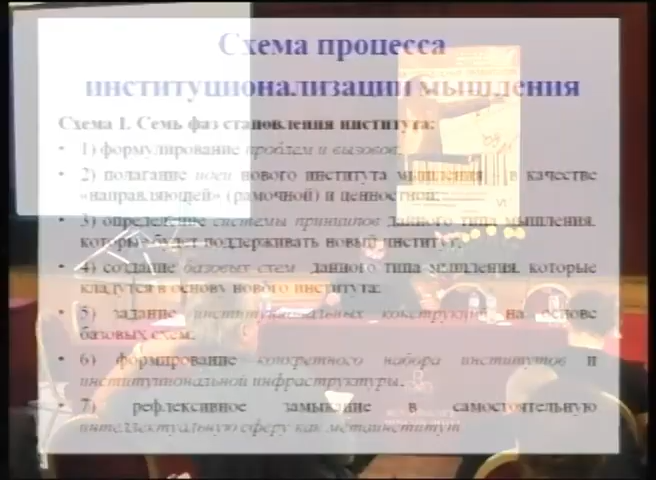 Схема процесса
институционализации мышления
Схема 1. Семь фаз становления института:
• 1) формулирование проблем и вызовов,
• 2) полагание идеи нового института мышления - в качестве
«направляющей» (рамочной) и ценностной;
• 3) определение системы принципов данного типа мышления,
которые будет поддерживать новый институт;
• 4) создание базовых схем данного типа мышления, которые
кладутся в основу нового института;
• 5) задание институциональных конструкций на основе
базовых схем;
• 6) формирование конкретного набора институтов и
институциональной инфраструктуры,
• 7) рефлексивное замыкание в самостоятельную
интеллектуальную сферу как метаинститут